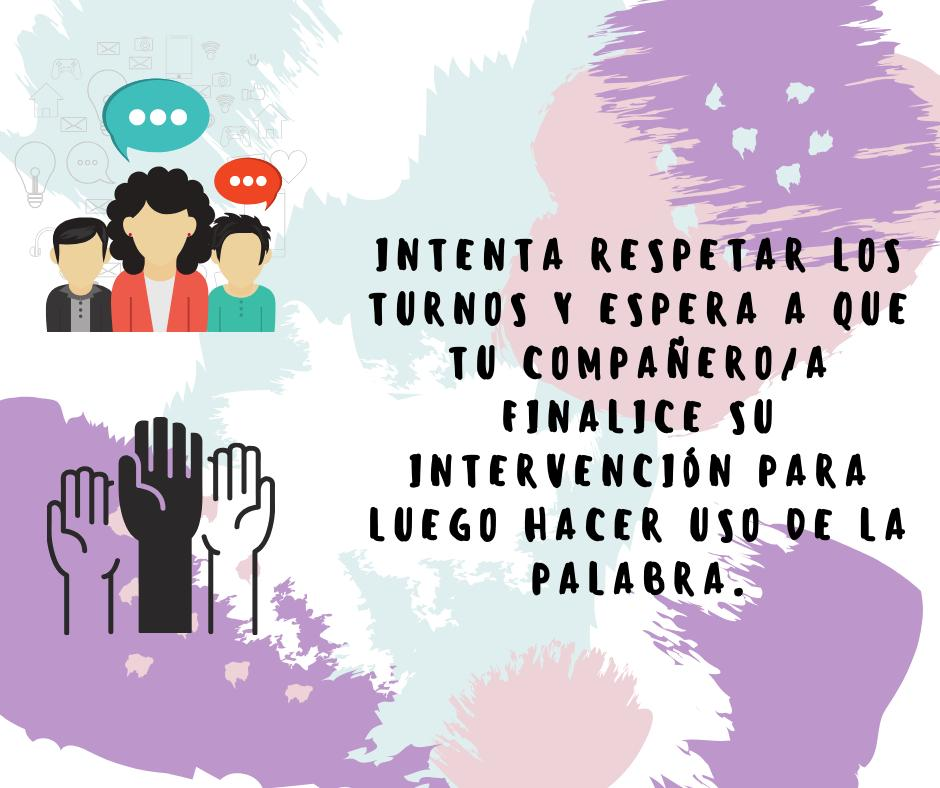 INTENTA RESPETAR LOS
TURNOS Y ESPERA A QUE
TU COMPAÑERO/A
FINALICE SU
INTERVENCIÓN PARA
LUEGO HACER USO DE LA
PALABRA.